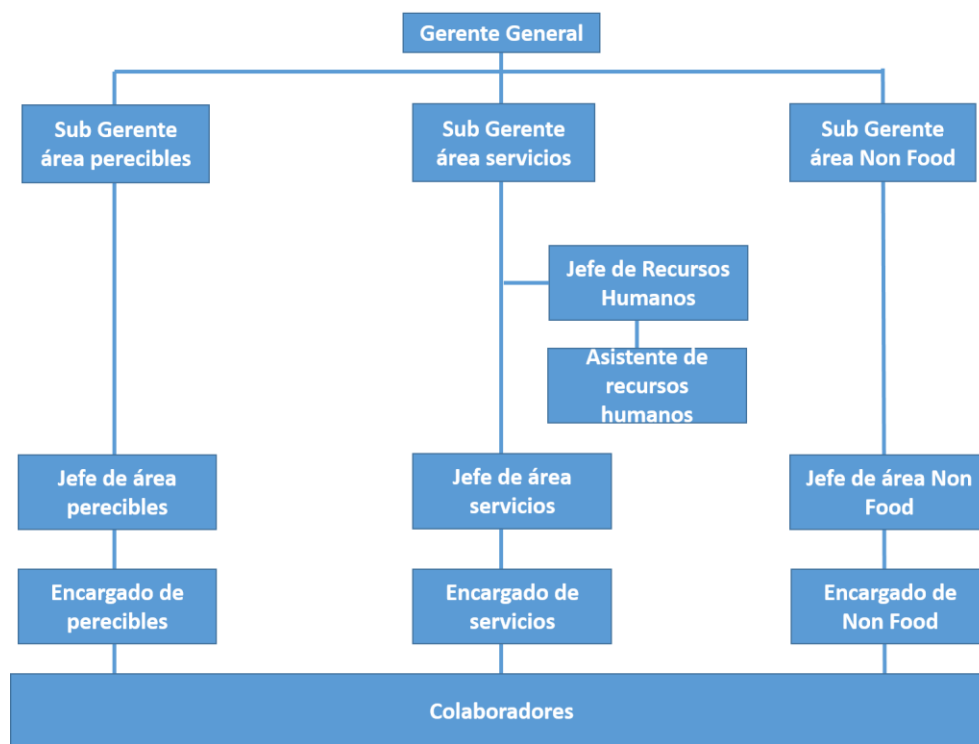 Gerente General
Sub Gerente
área perecibles
Sub Gerente
área servicios
Sub Gerente
área Non Food
Jefe de Recursos
Humanos
Asistente de
recursos
humanos
Jefe de área
perecibles
Jefe de área
servicios
Jefe de área Non
Food
Encargado de
perecibles
Encargado de
servicios
Encargado de
Non Food
Colaboradores